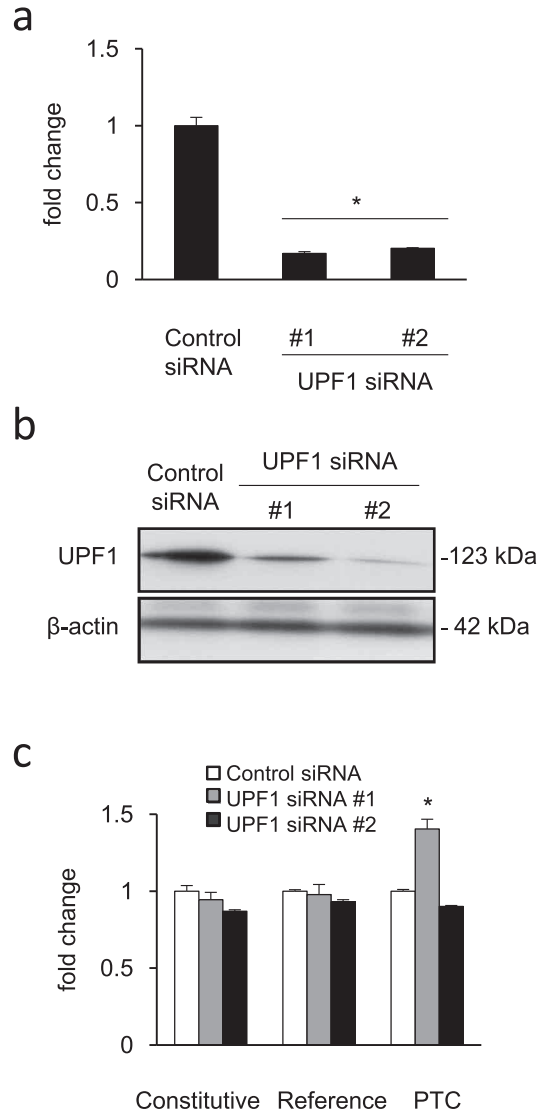 a
1.5
1
0.5
0
fold change
*
Control siRNA
#1
#2
UPF1 siRNA
b
Control siRNA
UPF1 siRNA
#1
#2
UPF1
-123 kDa
β-actin
- 42 kDa
c
Control siRNA
UPF1 siRNA #1
UPF1 siRNA #2
*
1.5
1
0.5
0
fold change
Constitutive
Reference
PTC